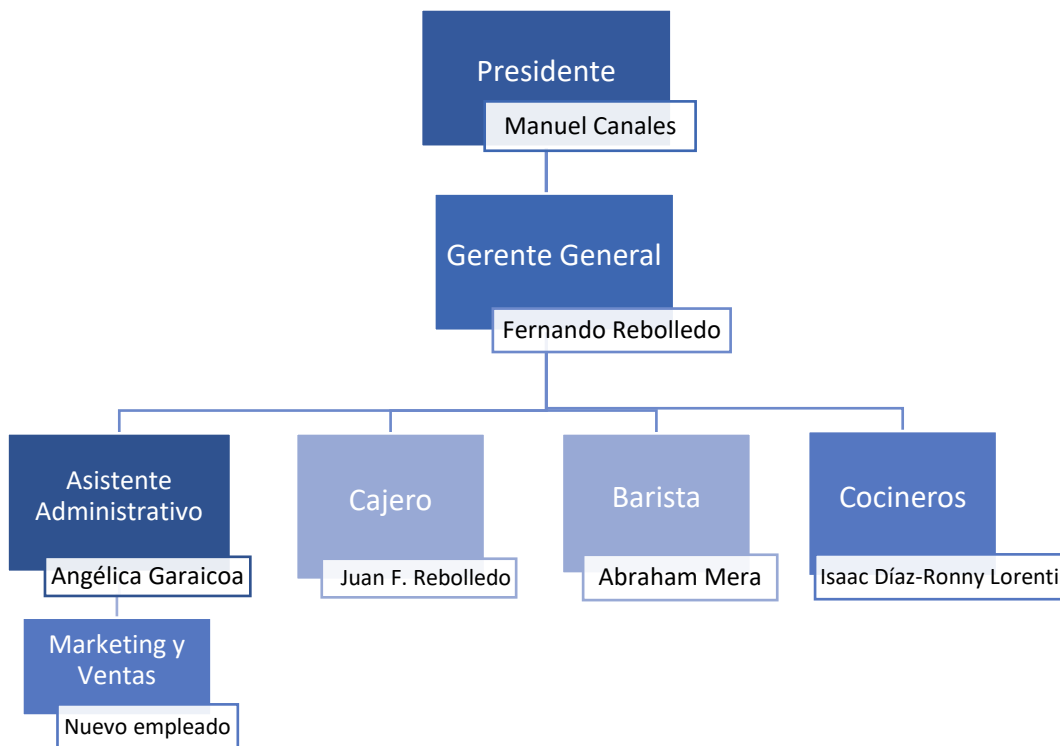 Presidente
Manuel Canales
Gerente General
Fernando Rebolledo
Asistente
Administrativo
Angélica Garaicoa
Cajero
Juan F. Rebolledo
Barista
Abraham Mera
Cocineros
Isaac Díaz-Ronny Lorenti
Marketing y
Ventas
Nuevo empleado